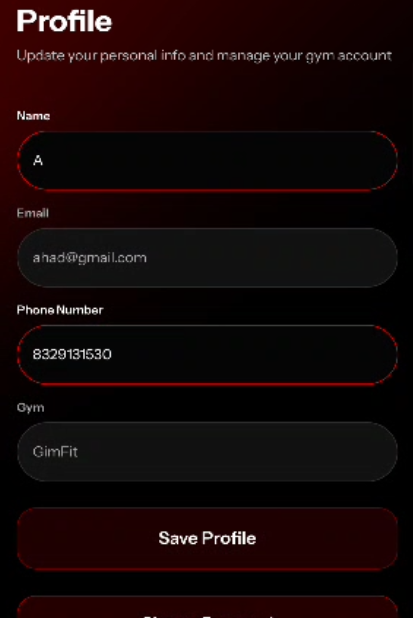 Profile
Update your personal info and manage your gym account
Name
A
Email
ahad@gmail.com
Phone Number
8329131530
Gym
GimFit
Save Profile